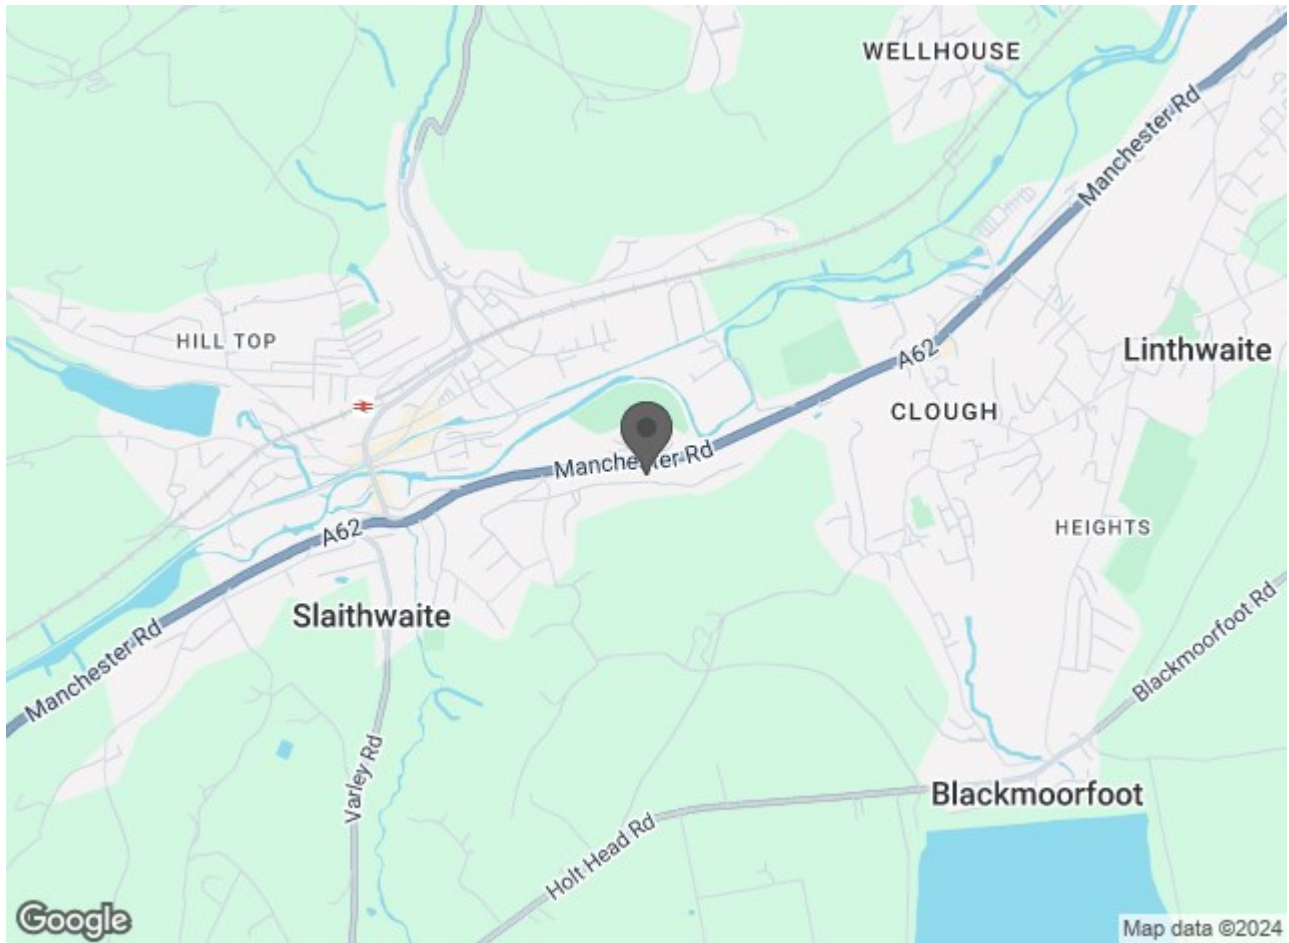 WELLHOUSE
Manchester Rd
HILL TOP
Linthwaite
A62
CLOUGH
Manchester Rd
A62
HEIGHTS
Slaithwaite
Manchester Rd
Blackmoorfoot Rd
Varley Rd
Blackmoorfoot
Holt Head Rd
Google
Map data ©2024